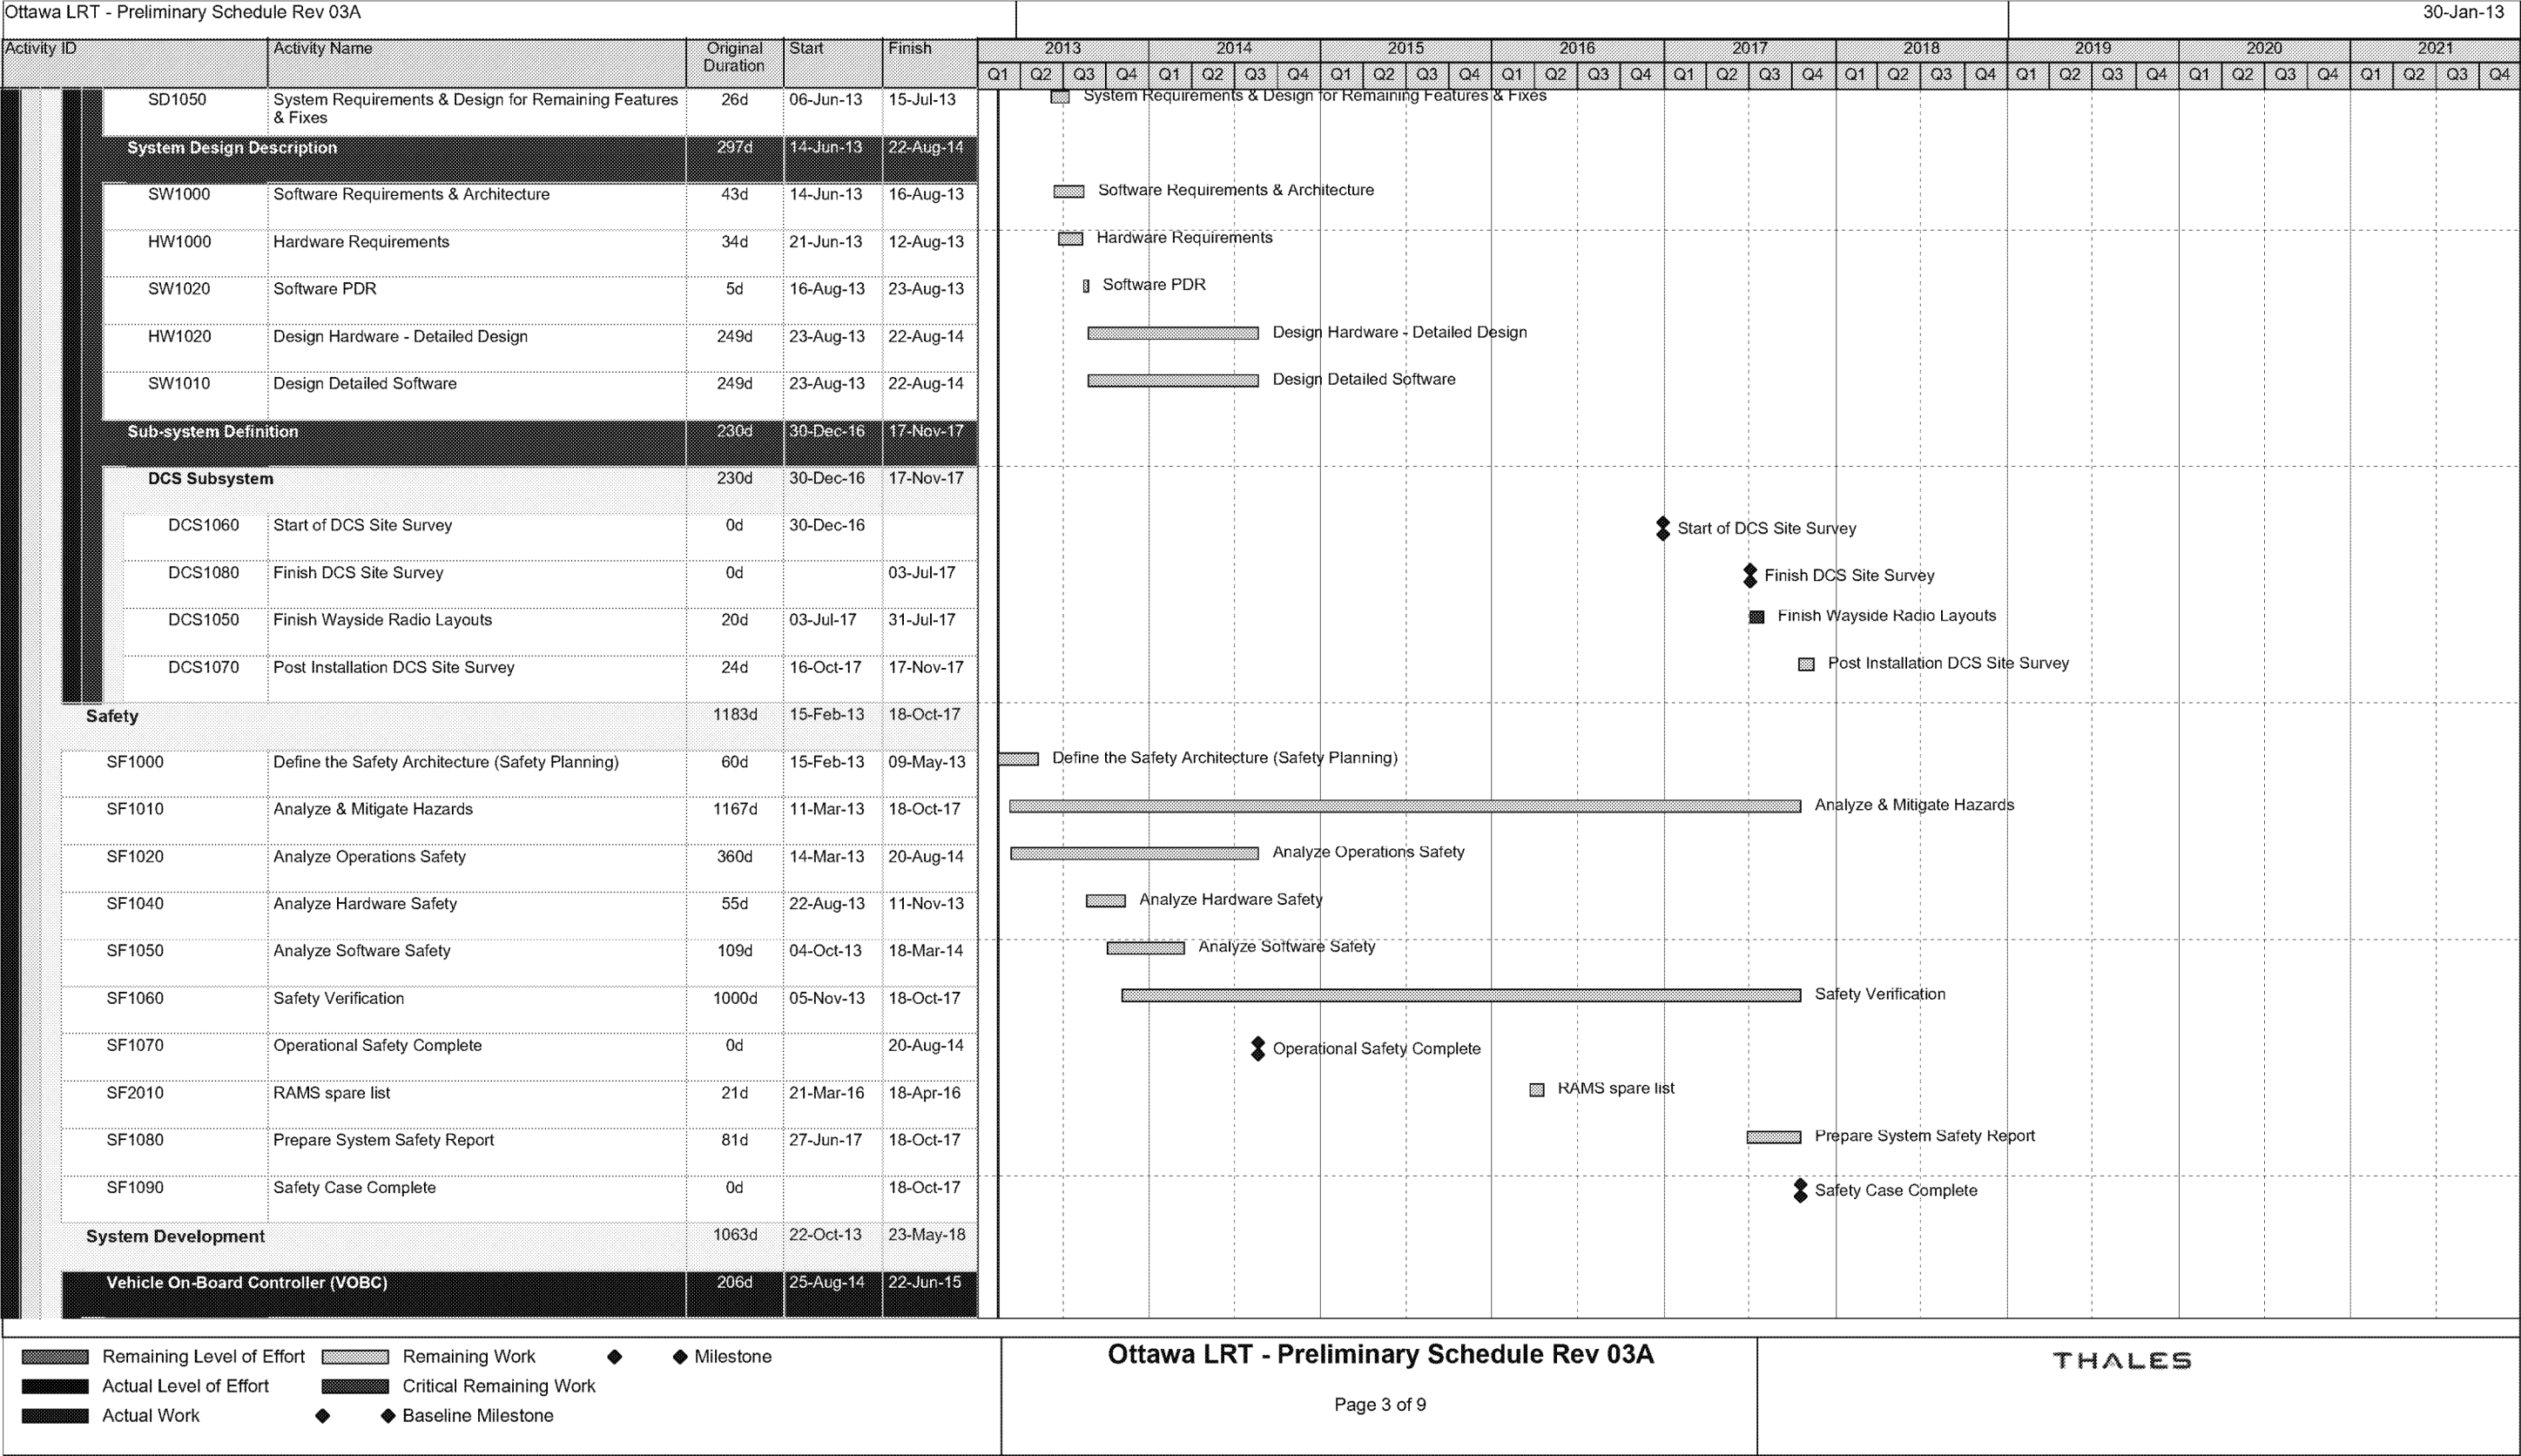 Ottawa LRT - Preliminary Schedule Rev 03A 30-Jan-13
Activity ID Activity Name Original Duration Start Finish 2013 2014 2015 2016 2017 2018 2019 2020 2021
Q1 Q2 Q3 Q4 Q1 Q2 Q3 Q4 Q1 Q2 Q3 Q4 Q1 Q2 Q3 Q4 Q1 Q2 Q3 Q4 Q1 Q2 Q3 Q4 Q1 Q2 Q3 Q4 Q1 Q2 Q3 Q4 Q1 Q2 Q3 Q4
SD1050 System Requirements & Design for Remaining Features 26d 06-Jun-13 15-Jul-13 System Requirements & Design for Remaining Features & Fixes
& Fixes
System Design Description 297d 14-Jun-13 22-Aug-14
SW1000 Software Requirements & Architecture 43d 14-Jun-13 16-Aug-13 Software Requirements & Architecture
HW1000 Hardware Requirements 34d 21-Jun-13 12-Aug-13 Hardware Requirements
SW1020 Software PDR 5d 16-Aug-13 23-Aug-13 Software PDR
HW1020 Design Hardware - Detailed Design 249d 23-Aug-13 22-Aug-14 Design Hardware - Detailed Design
SW1010 Design Detailed Software 249d 23-Aug-13 22-Aug-14 Design Detailed Software
Sub-system Definition 230d 30-Dec-16 17-Nov-17
DCS Subsystem 230d 30-Dec-16 17-Nov-17
DCS1060 Start of DCS Site Survey 0d 30-Dec-16 Start of DCS Site Survey
DCS1080 Finish DCS Site Survey 0d 03-Jul-17 Finish DCS Site Survey
DCS1050 Finish Wayside Radio Layouts 20d 03-Jul-17 31-Jul-17 Finish Wayside Radio Layouts
DCS1070 Post Installation DCS Site Survey 24d 16-Oct-17 17-Nov-17 Post Installation DCS Site Survey
Safety 1183d 15-Feb-13 18-Oct-17
SF1000 Define the Safety Architecture (Safety Planning) 60d 15-Feb-13 09-May-13 Define the Safety Architecture (Safety Planning)
SF1010 Analyze & Mitigate Hazards 1167d 11-Mar-13 18-Oct-17 Analyze & Mitigate Hazards
SF1020 Analyze Operations Safety 360d 14-Mar-13 20-Aug-14 Analyze Operations Safety
SF1040 Analyze Hardware Safety 55d 22-Aug-13 11-Nov-13 Analyze Hardware Safety
SF1050 Analyze Software Safety 109d 04-Oct-13 18-Mar-14 Analyze Software Safety
SF1060 Safety Verification 1000d 05-Nov-13 18-Oct-17 Safety Verification
SF1070 Operational Safety Complete 0d 20-Aug-14 Operational Safety Complete
SF2010 RAMS spare list 21d 21-Mar-16 18-Apr-16 RAMS spare list
SF1080 Prepare System Safety Report 81d 27-Jun-17 18-Oct-17 Prepare System Safety Report
SF1090 Safety Case Complete 0d 18-Oct-17 Safety Case Complete
System Development 1063d 22-Oct-13 23-May-18
Vehicle On-Board Controller (VOBC) 206d 25-Aug-14 22-Jun-15
Remaining Level of Effort Remaining Work Milestone
Actual Level of Effort Critical Remaining Work
Actual Work Baseline Milestone
Ottawa LRT - Preliminary Schedule Rev 03A
Page 3 of 9
THALES